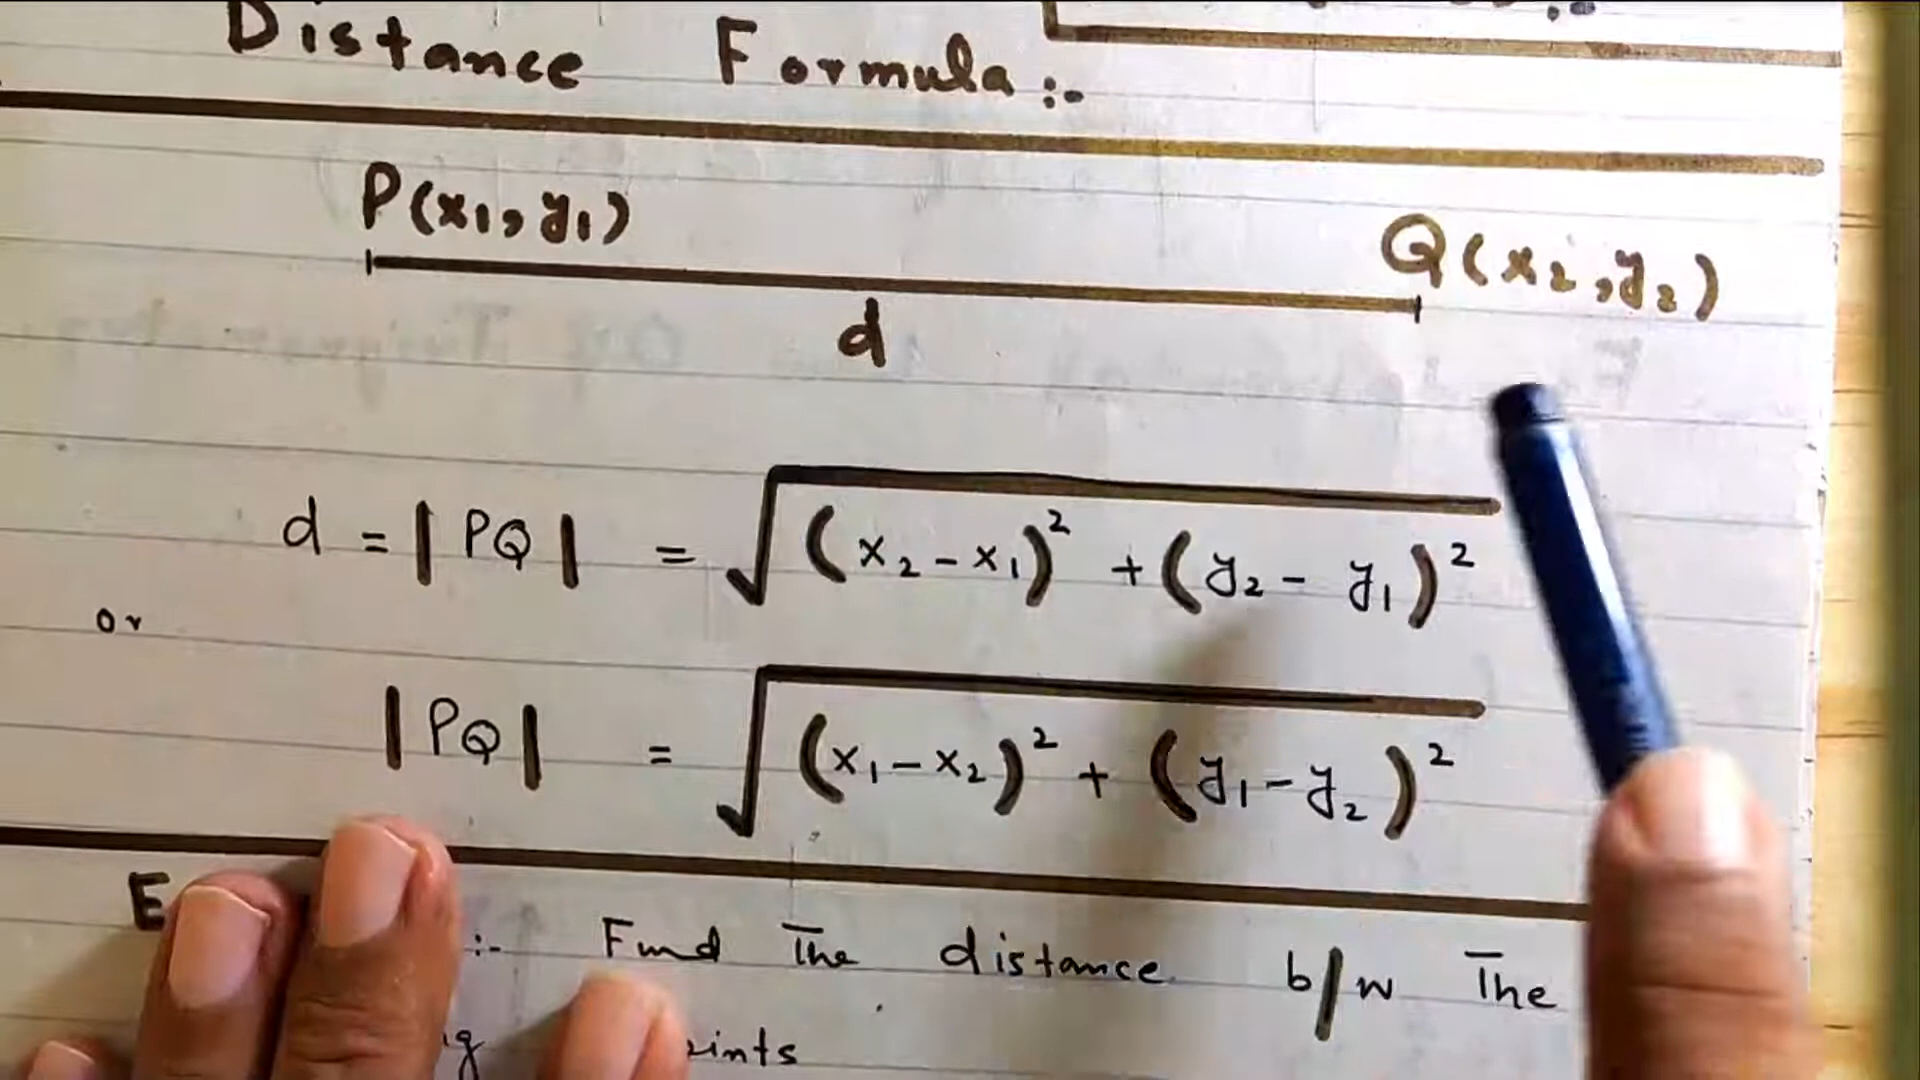 Distance Formula:-
P(x₁, y₁)
Q(x₂, y₂)
d
d = |PQ| = √(x₂ - x₁)² + (y₂ - y₁)²
or
|PQ| = √(x₁ - x₂)² + (y₁ - y₂)²
:- Find The distance b/w The